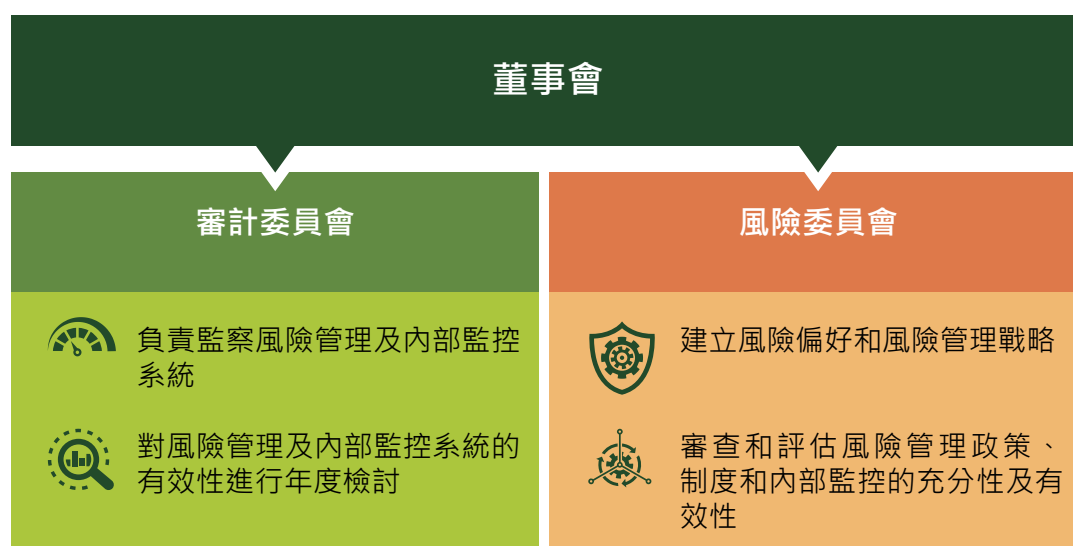 董事會
審計委員會
負責監察風險管理及內部監控
系統
對風險管理及內部監控系統的
有效性進行年度檢討
風險委員會
建立風險偏好和風險管理戰略
審查和評估風險管理政策、
制度和內部監控的充分性及有
效性